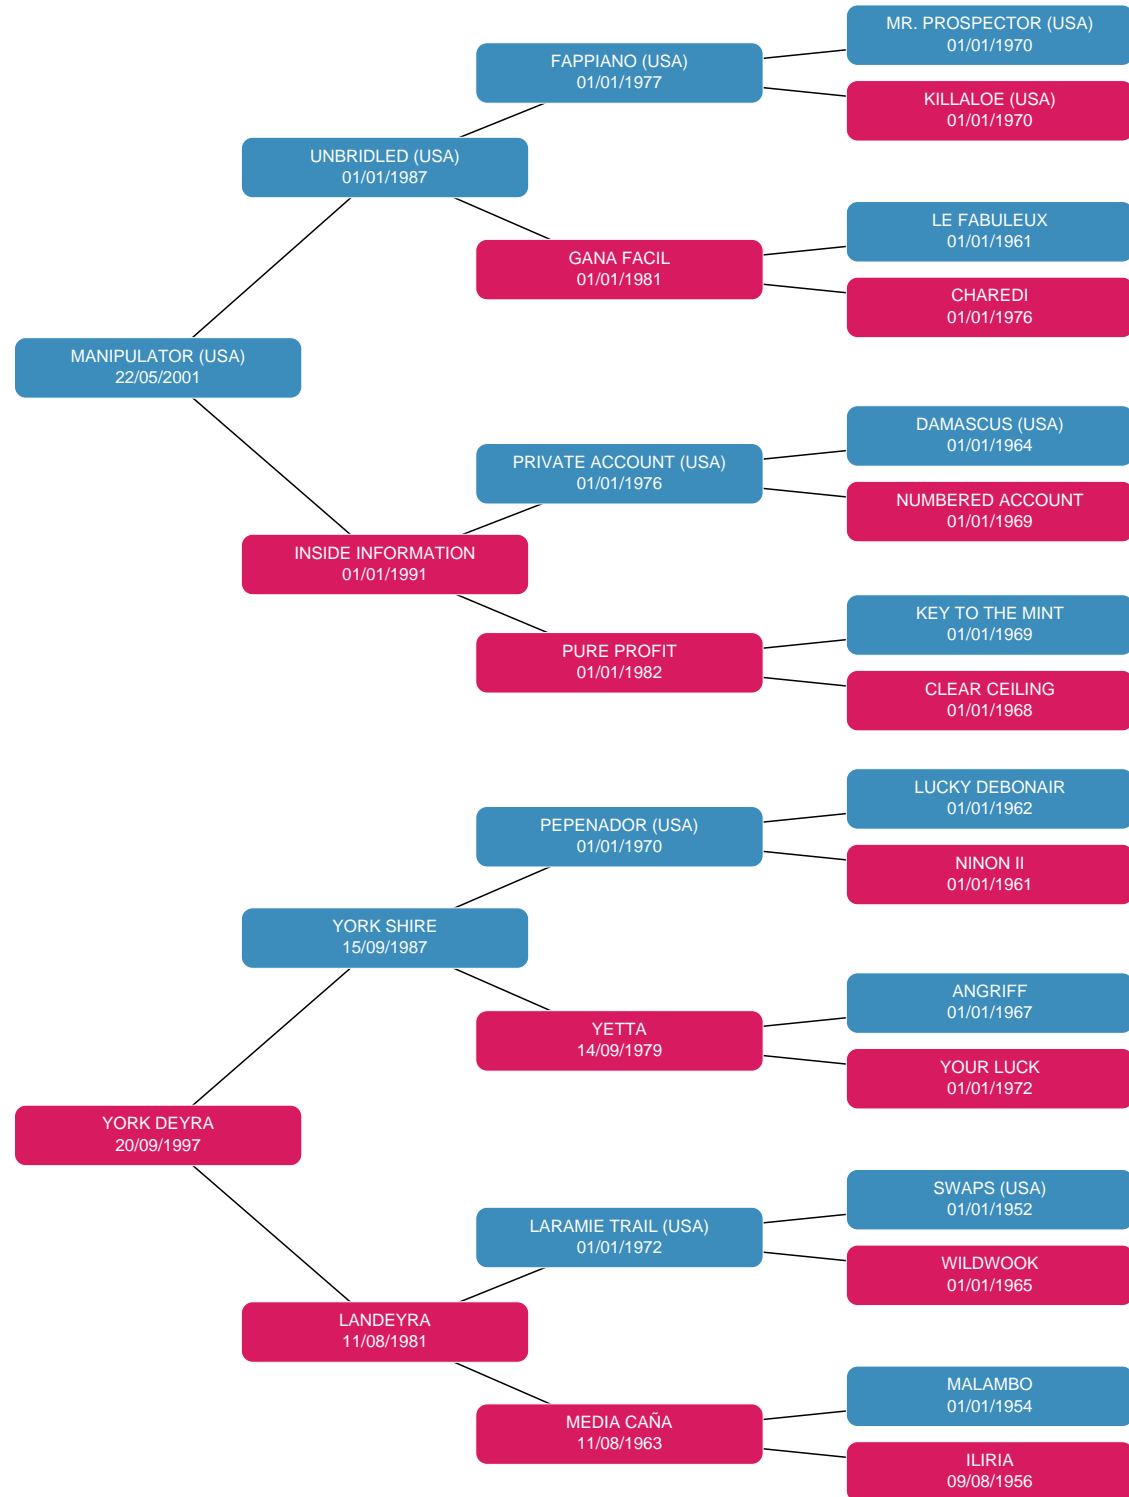 MR. PROSPECTOR (USA)
01/01/1970
FAPPIANO (USA)
01/01/1977
KILLALOE (USA)
01/01/1970
UNBRIDLED (USA)
01/01/1987
LE FABULEUX
01/01/1961
GANA FACIL
01/01/1981
CHAREDI
01/01/1976
MANIPULATOR (USA)
22/05/2001
DAMASCUS (USA)
01/01/1964
PRIVATE ACCOUNT (USA)
01/01/1976
NUMBERED ACCOUNT
01/01/1969
INSIDE INFORMATION
01/01/1991
KEY TO THE MINT
01/01/1969
PURE PROFIT
01/01/1982
CLEAR CEILING
01/01/1968
LUCKY DEBONAIR
01/01/1962
PEPENADOR (USA)
01/01/1970
NINON II
01/01/1961
YORK SHIRE
15/09/1987
ANGRIFF
01/01/1967
YETTA
14/09/1979
YOUR LUCK
01/01/1972
YORK DEYRA
20/09/1997
SWAPS (USA)
01/01/1952
LARAMIE TRAIL (USA)
01/01/1972
WILDWOOK
01/01/1965
LANDEYRA
11/08/1981
MALAMBO
01/01/1954
MEDIA CAÑA
11/08/1963
ILIRIA
09/08/1956